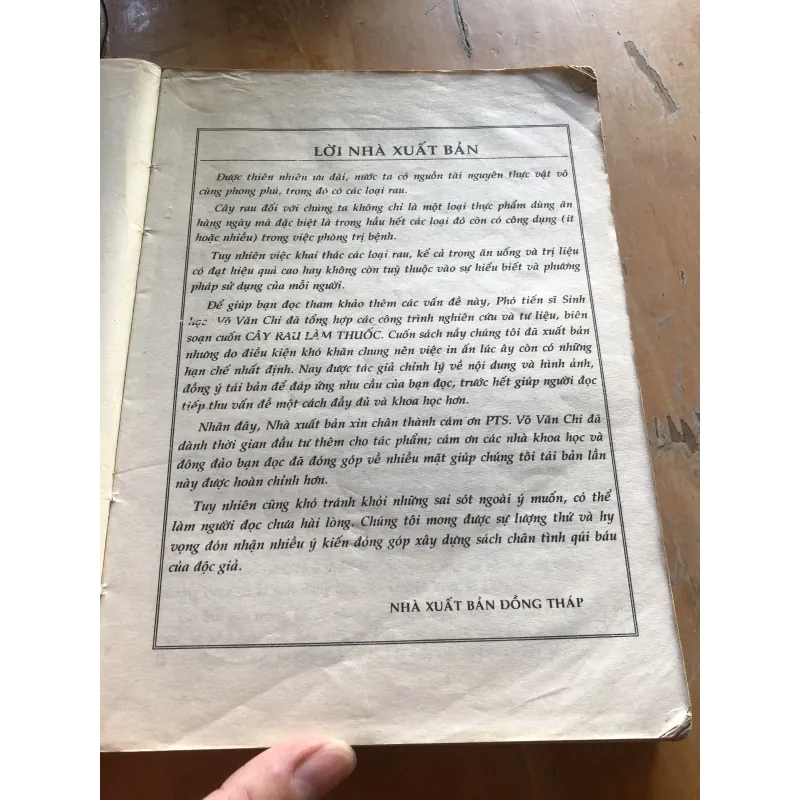 LỜI NHÀ XUẤT BẢN
Được thiên nhiên ưu đãi, nước ta có nguồn tài nguyên thực vật vô
cùng phong phú, trong đó có các loại rau.
Cây rau đối với chúng ta không chỉ là một loại thực phẩm dùng ăn
hàng ngày mà đặc biệt là trong hầu hết các loại đó còn có công dụng (ít
hoặc nhiều) trong việc phòng trị bệnh.
Tuy nhiên việc khai thác các loại rau, kể cả trong ăn uống và trị liệu
có đạt hiệu quả cao hay không còn tuỳ thuộc vào sự hiểu biết và phương
pháp sử dụng của mỗi người.
Để giúp bạn đọc tham khảo thêm các vấn đề này, Phó tiến sĩ Sinh
học Võ Văn Chi đã tổng hợp các công trình nghiên cứu và tư liệu, biên
soạn cuốn CÂY RAU LÀM THUỐC. Cuốn sách nầy chúng tôi đã xuất bản
nhưng do điều kiện khó khăn chung nên việc in ấn lúc ấy còn có những
hạn chế nhất định. Nay được tác giả chỉnh lý về nội dung và hình ảnh,
đồng ý tái bản để đáp ứng nhu cầu của bạn đọc, trước hết giúp người đọc
tiếp thu vấn đề một cách đầy đủ và khoa học hơn.
Nhân đây, Nhà xuất bản xin chân thành cám ơn PTS. Võ Văn Chi đã
dành thời gian đầu tư thêm cho tác phẩm; cám ơn các nhà khoa học và
đông đảo bạn đọc đã đóng góp về nhiều mặt giúp chúng tôi tái bản lần
này được hoàn chỉnh hơn.
Tuy nhiên cũng khó tránh khỏi những sai sót ngoài ý muốn, có thể
làm người đọc chưa hài lòng. Chúng tôi mong được sự lượng thứ và hy
vọng đón nhận nhiều ý kiến đóng góp xây dựng sách chân tình qúi báu
của độc giả.
NHÀ XUẤT BẢN ĐỒNG THÁP